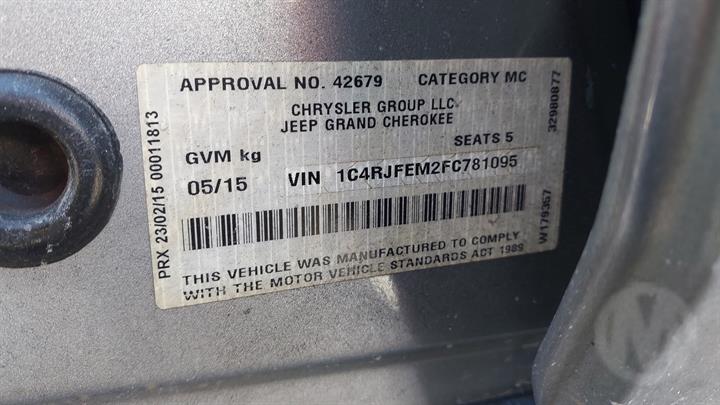 APPROVAL NO. 42679 CATEGORY MC
CHRYSLER GROUP LLC
JEEP GRAND CHEROKEE
SEATS 5
GVM kg
05/15 VIN 1C4RJFEM2FC781095
THIS VEHICLE WAS MANUFACTURED TO COMPLY
WITH THE MOTOR VEHICLE STANDARDS ACT 1989
PRX 23/02/15 00011813
32980877
W179357
M